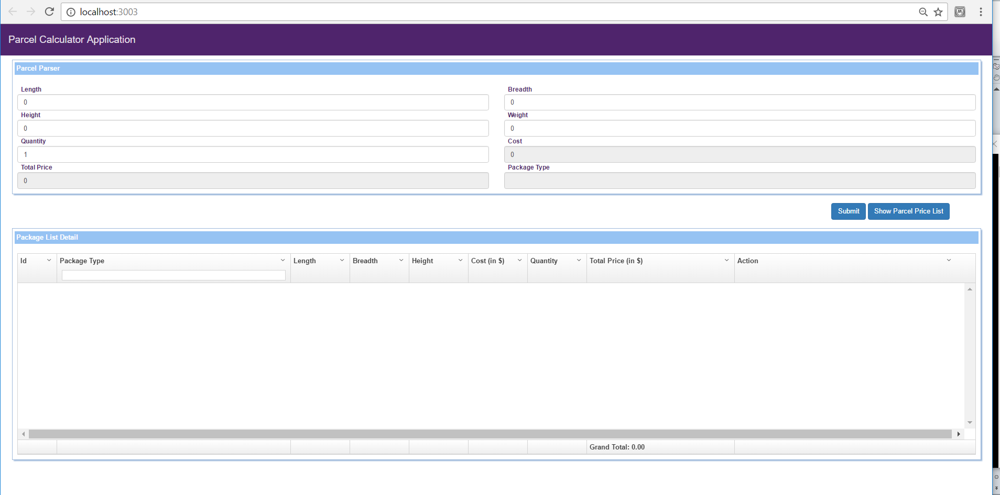 localhost:3003
Parcel Calculator Application
Parcel Parser
Length Breadth
0 0
Height Weight
0 0
Quantity Cost
1 0
Total Price Package Type
0
Submit Show Parcel Price List
Package List Detail
Id Package Type Length Breadth Height Cost (in $) Quantity Total Price (in $) Action
Grand Total: 0.00